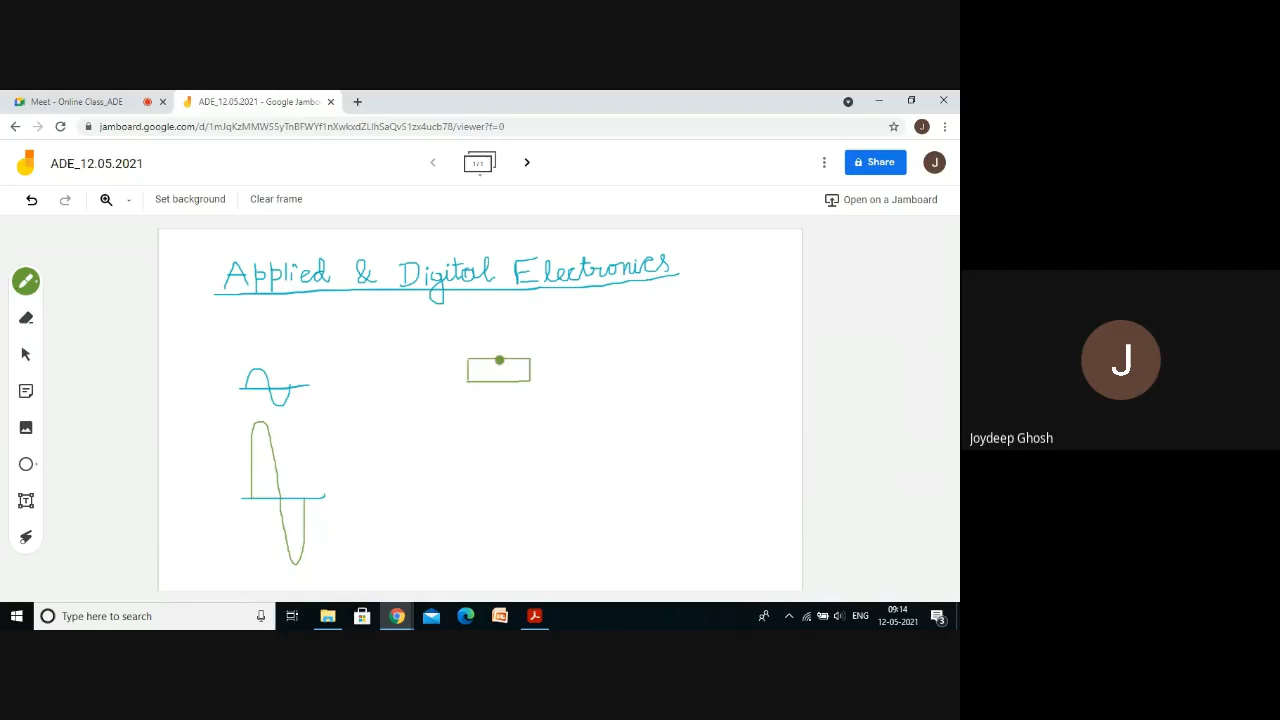 Meet - Online Class_ADE
ADE_12.05.2021 - Google Jambo
jamboard.google.com/d/1mJqKzMMW55yTnBFWYf1nXwkxdZLlhSaQvS1zx4ucb78/viewer?f=0
J
ADE_12.05.2021
1/1
Share
J
Set background
Clear frame
Open on a Jamboard
Applied & Digital Electronics
T
J
Joydeep Ghosh
Type here to search
ENG
09:14
12-05-2021
3